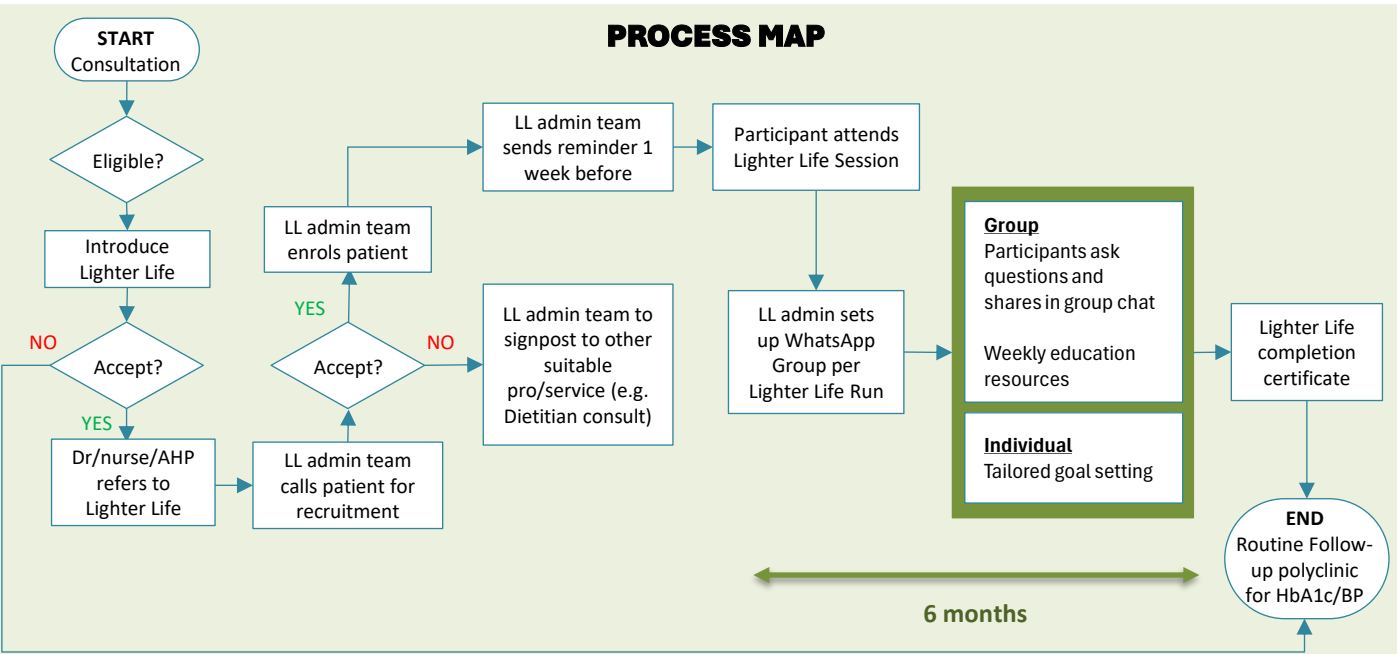 PROCESS MAP
START
Consultation
Eligible?
Introduce
Lighter Life
NO
Accept?
YES
Dr/nurse/AHP
refers to
Lighter Life
LL admin team
calls patient for
recruitment
Accept?
YES
NO
LL admin team
enrols patient
LL admin team to
signpost to other
suitable
pro/service (e.g.
Dietitian consult)
LL admin team
sends reminder 1
week before
Participant attends
Lighter Life Session
LL admin sets
up WhatsApp
Group per
Lighter Life Run
Group
Participants ask
questions and
shares in group chat
Weekly education
resources
Individual
Tailored goal setting
6 months
Lighter Life
completion
certificate
END
Routine Follow-
up polyclinic
for HbA1c/BP